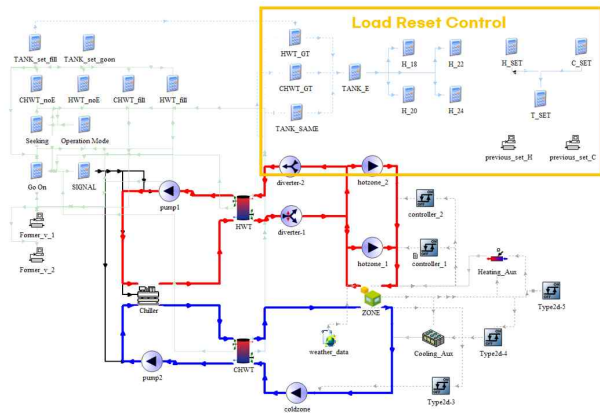 Load Reset Control
TANK_set_fill
TANK_set_goon
HWT_GT
H_18
H_22
H_SET
C_SET
CHWT_noE
HWT_noE
CHWT_fill
HWT_fill
CHWT_GT
TANK_E
H_20
H_24
T_SET
Seeking
Operation Mode
TANK_SAME
previous_set_H
previous_set_C
Go On
SIGNAL
diverter-2
hotzone_2
pump1
HWT
controller_2
Former_v_1
diverter-1
hotzone_1
controller_1
Heating_Aux
Former_v_2
Chiller
ZONE
Type2d-5
weather_data
Cooling_Aux
Type2d-4
pump2
CHWT
coldzone
Type2d-3